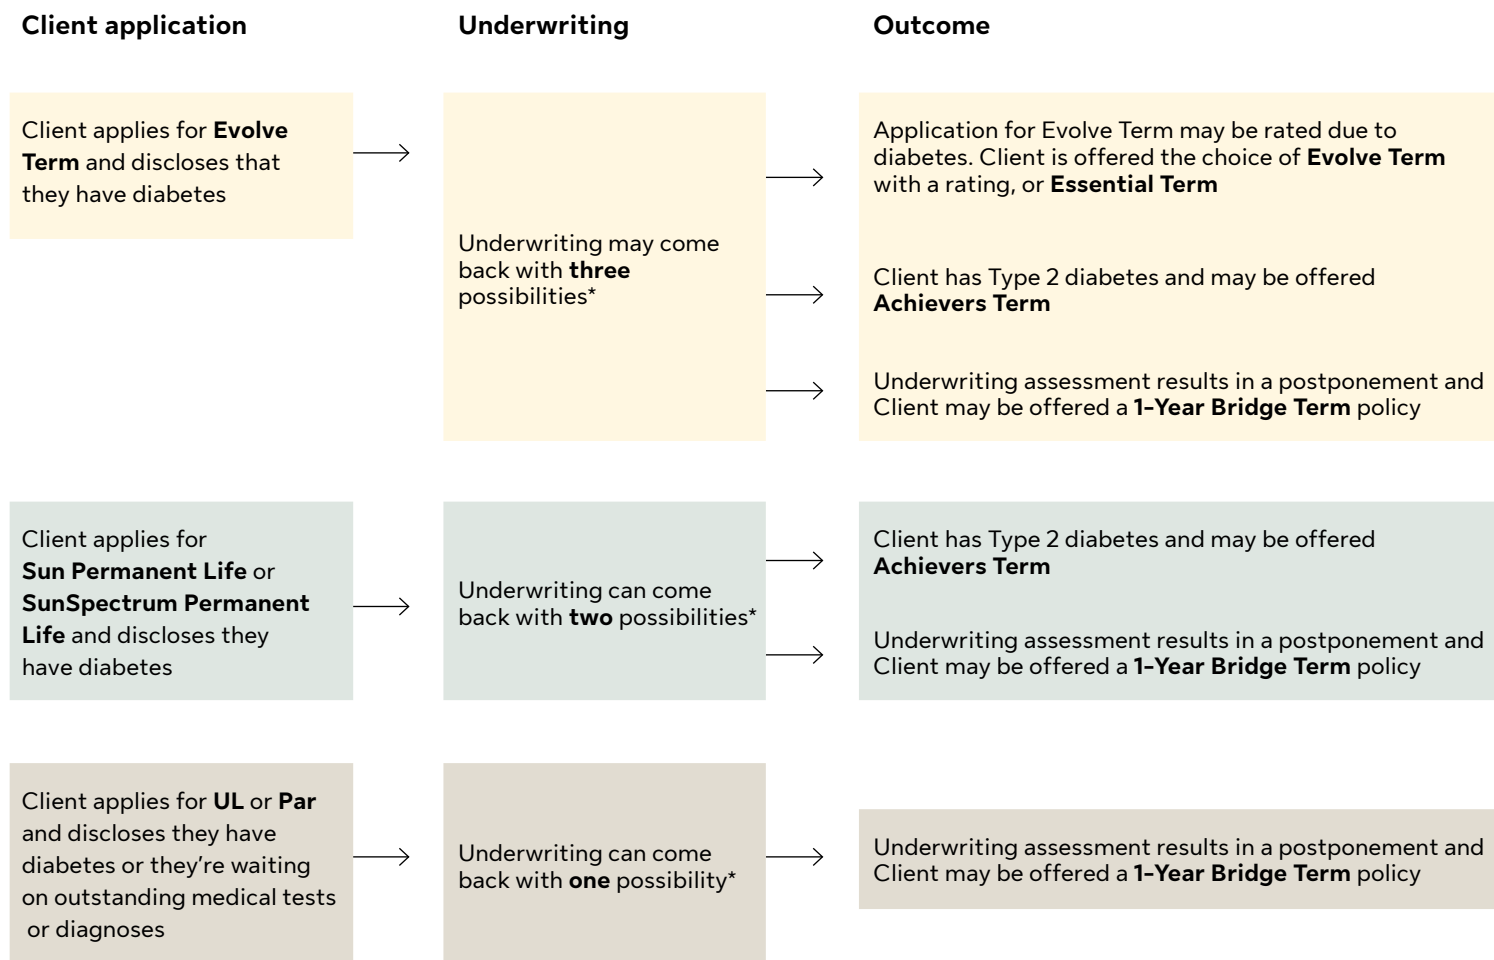 Client application
Underwriting
Outcome
Client applies for Evolve
Term and discloses that
they have diabetes
Underwriting may come
back with three
possibilities*
Application for Evolve Term may be rated due to
diabetes. Client is offered the choice of Evolve Term
with a rating, or Essential Term
Client has Type 2 diabetes and may be offered
Achievers Term
Underwriting assessment results in a postponement and
Client may be offered a 1-Year Bridge Term policy
Client applies for
Sun Permanent Life or
SunSpectrum Permanent
Life and discloses they
have diabetes
Underwriting can come
back with two possibilities*
Client has Type 2 diabetes and may be offered
Achievers Term
Underwriting assessment results in a postponement and
Client may be offered a 1-Year Bridge Term policy
Client applies for UL or Par
and discloses they have
diabetes or they’re waiting
on outstanding medical tests
or diagnoses
Underwriting can come
back with one possibility*
Underwriting assessment results in a postponement and
Client may be offered a 1-Year Bridge Term policy